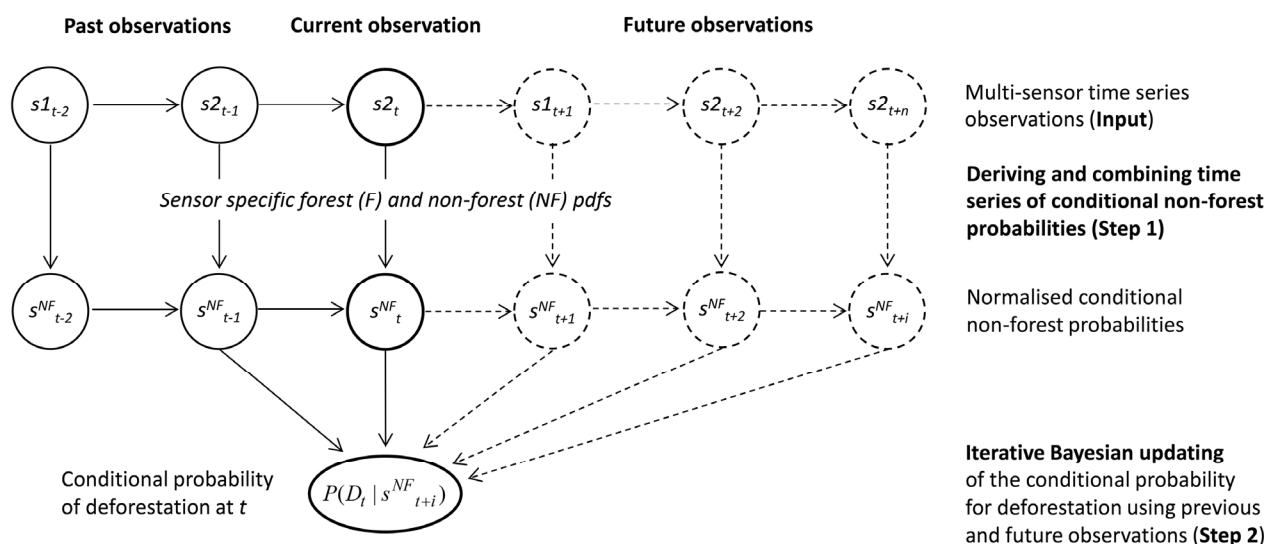 Past observations
Current observation
Future observations
s1t-2
s2t-1
s2t
s1t+1
s2t+2
s2t+n
Multi-sensor time series
observations (Input)
Sensor specific forest (F) and non-forest (NF) pdfs
Deriving and combining time
series of conditional non-forest
probabilities (Step 1)
sNFt-2
sNFt-1
sNFt
sNFt+1
sNFt+2
sNFt+i
Normalised conditional
non-forest probabilities
Conditional probability
of deforestation at t
P(Dt | sNFt+i)
Iterative Bayesian updating
of the conditional probability
for deforestation using previous
and future observations (Step 2)